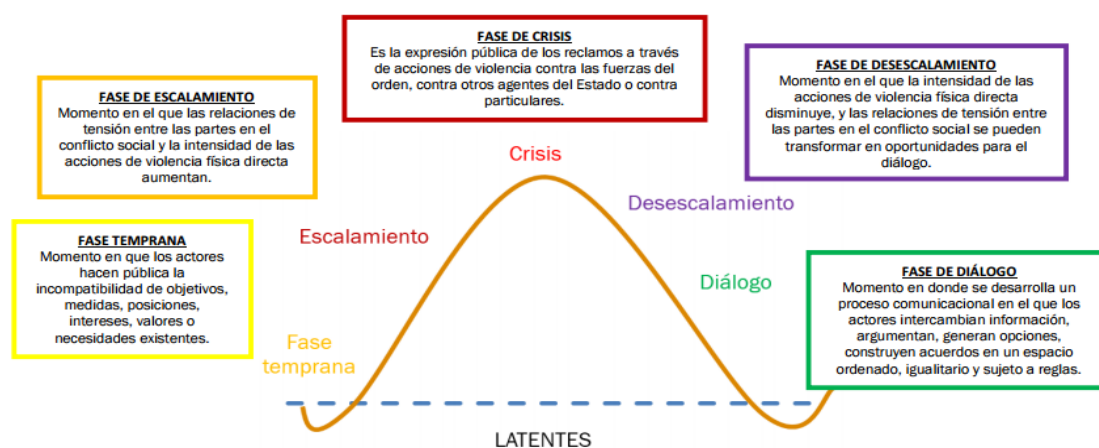 FASE DE CRISIS
Es la expresión pública de los reclamos a través
de acciones de violencia contra las fuerzas del
orden, contra otros agentes del Estado o contra
particulares.
FASE DE ESCALAMIENTO
Momento en el que las relaciones de
tensión entre las partes en el
conflicto social y la intensidad de las
acciones de violencia física directa
aumentan.
FASE DE DESESCALAMIENTO
Momento en el que la intensidad de las
acciones de violencia física directa
disminuye, y las relaciones de tensión entre
las partes en el conflicto social se pueden
transformar en oportunidades para el
diálogo.
Crisis
Desescalamiento
Escalamiento
FASE TEMPRANA
Momento en que los actores
hacen pública la
incompatibilidad de objetivos,
medidas, posiciones,
intereses, valores o
necesidades existentes.
Diálogo
FASE DE DIÁLOGO
Momento en donde se desarrolla un
proceso comunicacional en el que los
actores intercambian información,
argumentan, generan opciones,
construyen acuerdos en un espacio
ordenado, igualitario y sujeto a reglas.
Fase
temprana
LATENTES